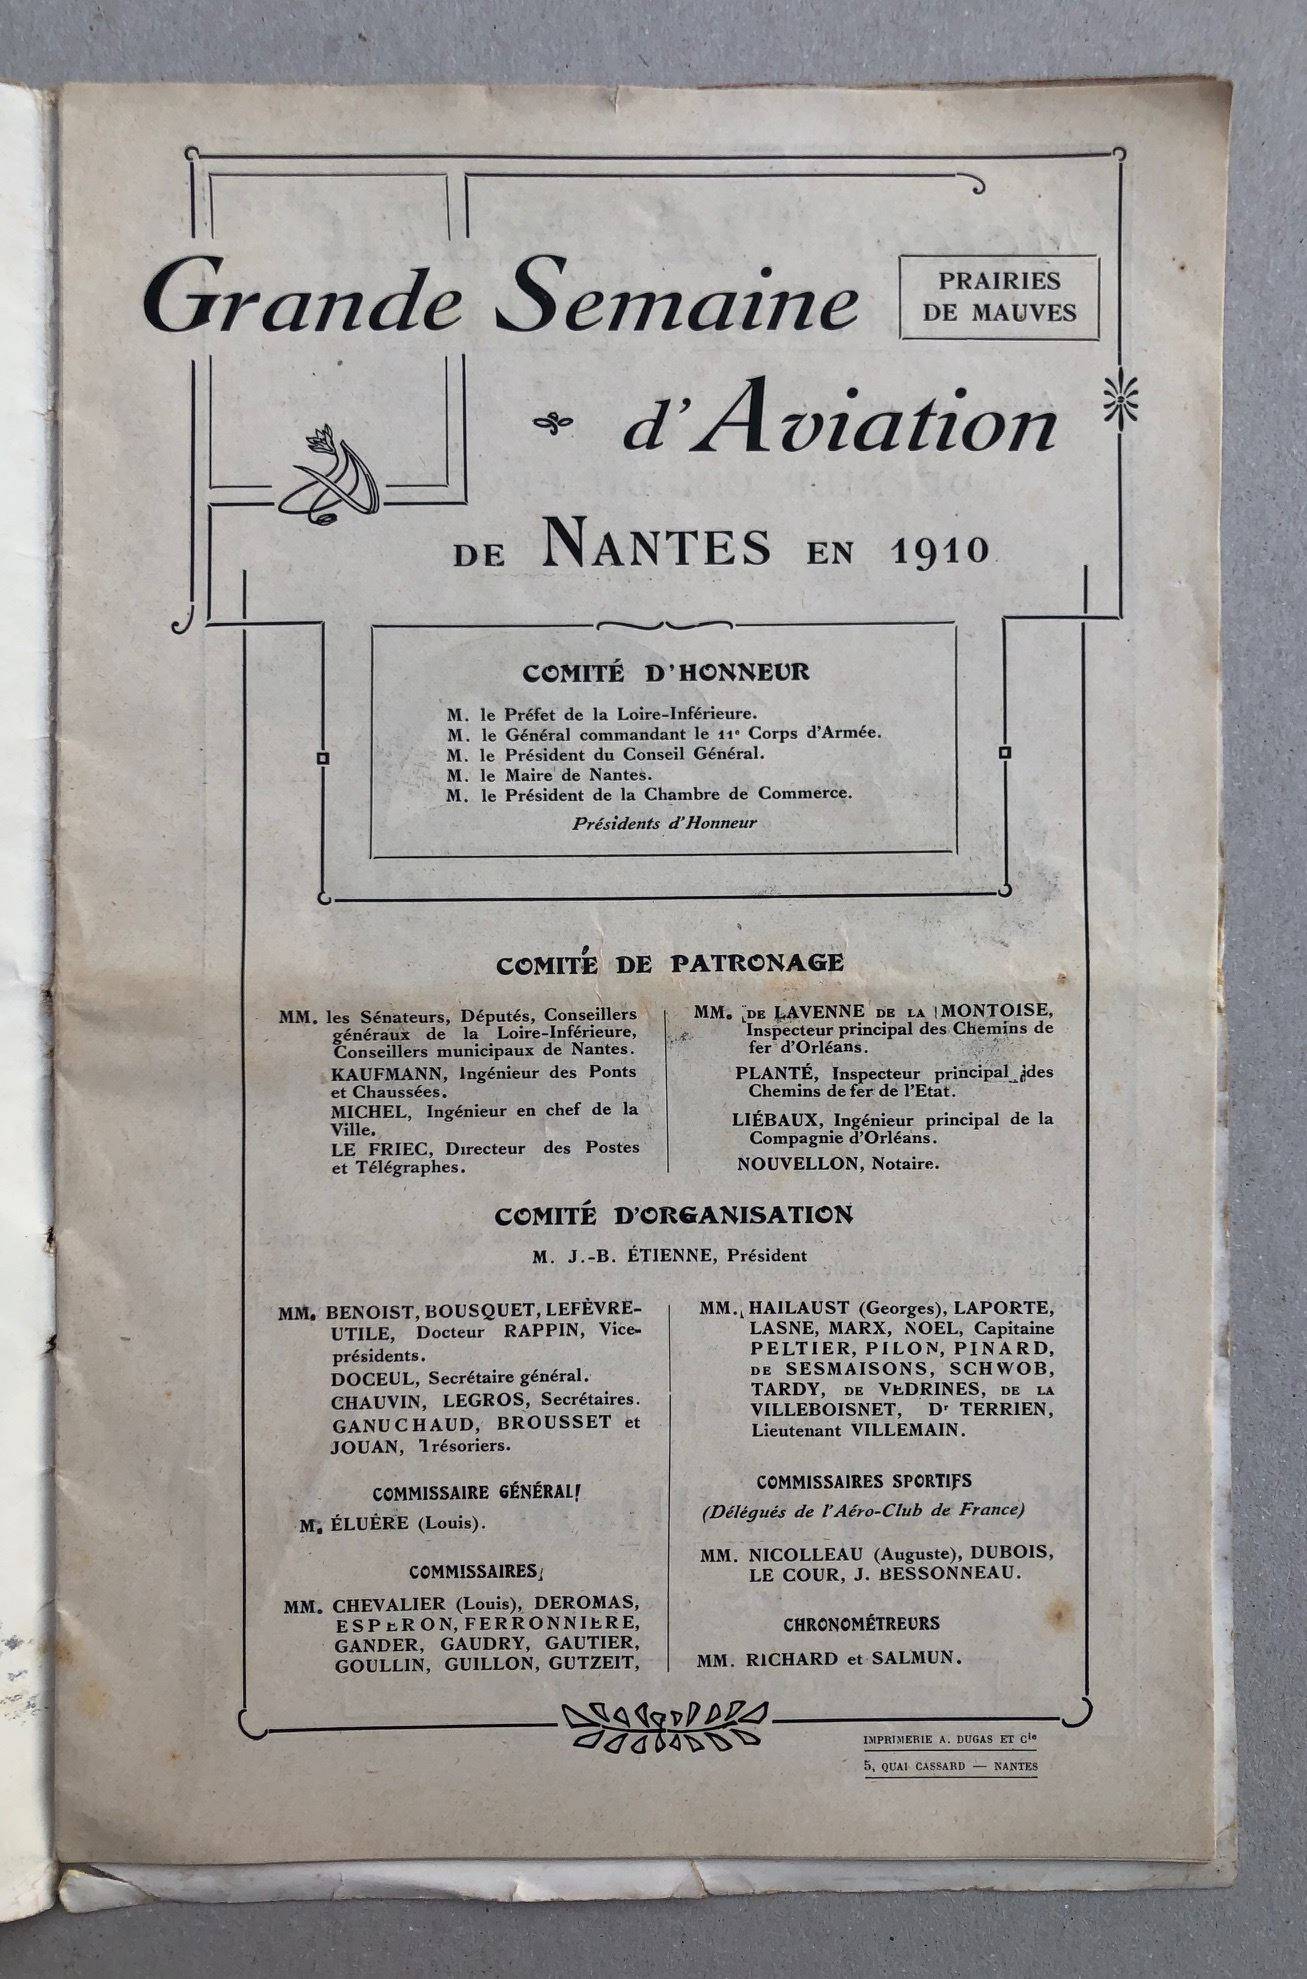 Grande Semaine
PRAIRIES
DE MAUVES
d'Aviation
DE NANTES EN 1910
COMITÉ D'HONNEUR
M. le Préfet de la Loire-Inférieure.
M. le Général commandant le 11e Corps d'Armée.
M. le Président du Conseil Général.
M. le Maire de Nantes.
M. le Président de la Chambre de Commerce.
Présidents d'Honneur
COMITÉ DE PATRONAGE
MM. les Sénateurs, Députés, Conseillers
généraux de la Loire-Inférieure,
Conseillers municipaux de Nantes.
KAUFMANN, Ingénieur des Ponts
et Chaussées.
MICHEL, Ingénieur en chef de la
Ville.
LE FRIEC, Directeur des Postes
et Télégraphes.
MM. DE LAVENNE DE LA MONTOISE,
Inspecteur principal des Chemins de
fer d'Orléans.
PLANTÉ, Inspecteur principal des
Chemins de fer de l'Etat.
LIÉBAUX, Ingénieur principal de la
Compagnie d'Orléans.
NOUVELLON, Notaire.
COMITÉ D'ORGANISATION
M. J.-B. ÉTIENNE, Président
MM. BENOIST, BOUSQUET, LEFÈVRE-
UTILE, Docteur RAPPIN, Vice-
présidents.
DOCEUL, Secrétaire général.
CHAUVIN, LEGROS, Secrétaires.
GANUCHAUD, BROUSSET et
JOUAN, Trésoriers.
COMMISSAIRE GÉNÉRAL
M. ÉLUÈRE (Louis).
COMMISSAIRES
MM. CHEVALIER (Louis), DEROMAS,
ESPERON, FERRONNIÈRE,
GANDER, GAUDRY, GAUTIER,
GOULLIN, GUILLON, GUTZEIT,
MM. HAILAUST (Georges), LAPORTE,
LASNE, MARX, NOEL, Capitaine
PELTIER, PILON, PINARD,
DE SESMAISONS, SCHWOB,
TARDY, DE VÉDRINES, DE LA
VILLEBOISNET, Dr TERRIEN,
Lieutenant VILLEMAIN.
COMMISSAIRES SPORTIFS
(Délégués de l'Aéro-Club de France)
MM. NICOLLEAU (Auguste), DUBOIS,
LE COUR, J. BESSONNEAU.
CHRONOMÉTREURS
MM. RICHARD et SALMUN.
IMPRIMERIE A. DUGAS ET Cie
5, QUAI CASSARD — NANTES